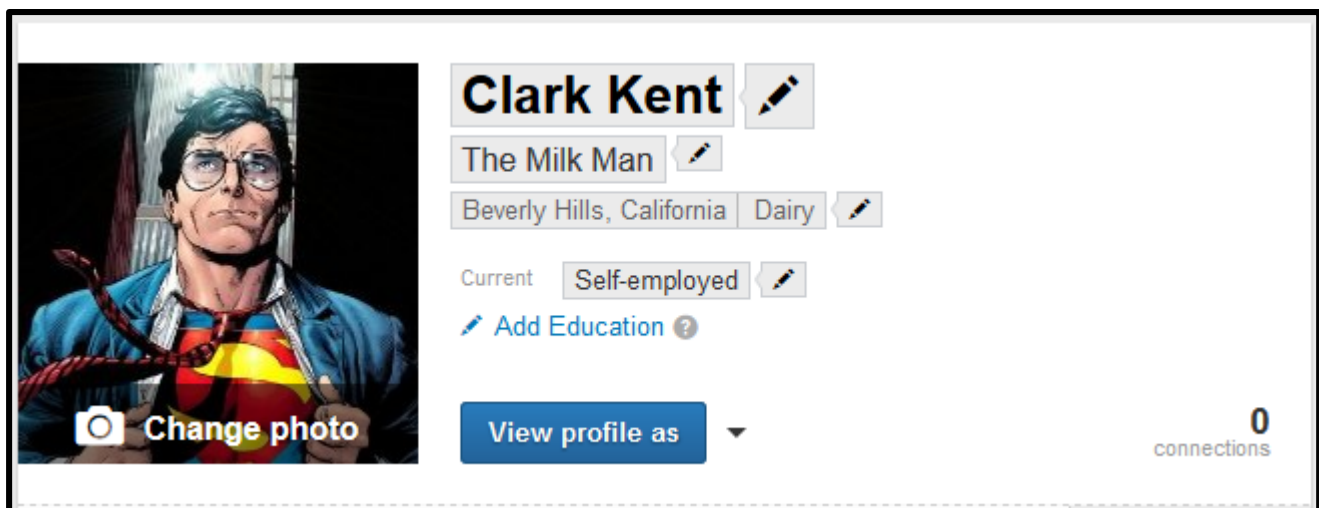 Clark Kent
The Milk Man
Beverly Hills, California | Dairy
Current Self-employed
Add Education ?
Change photo
View profile as
0
connections